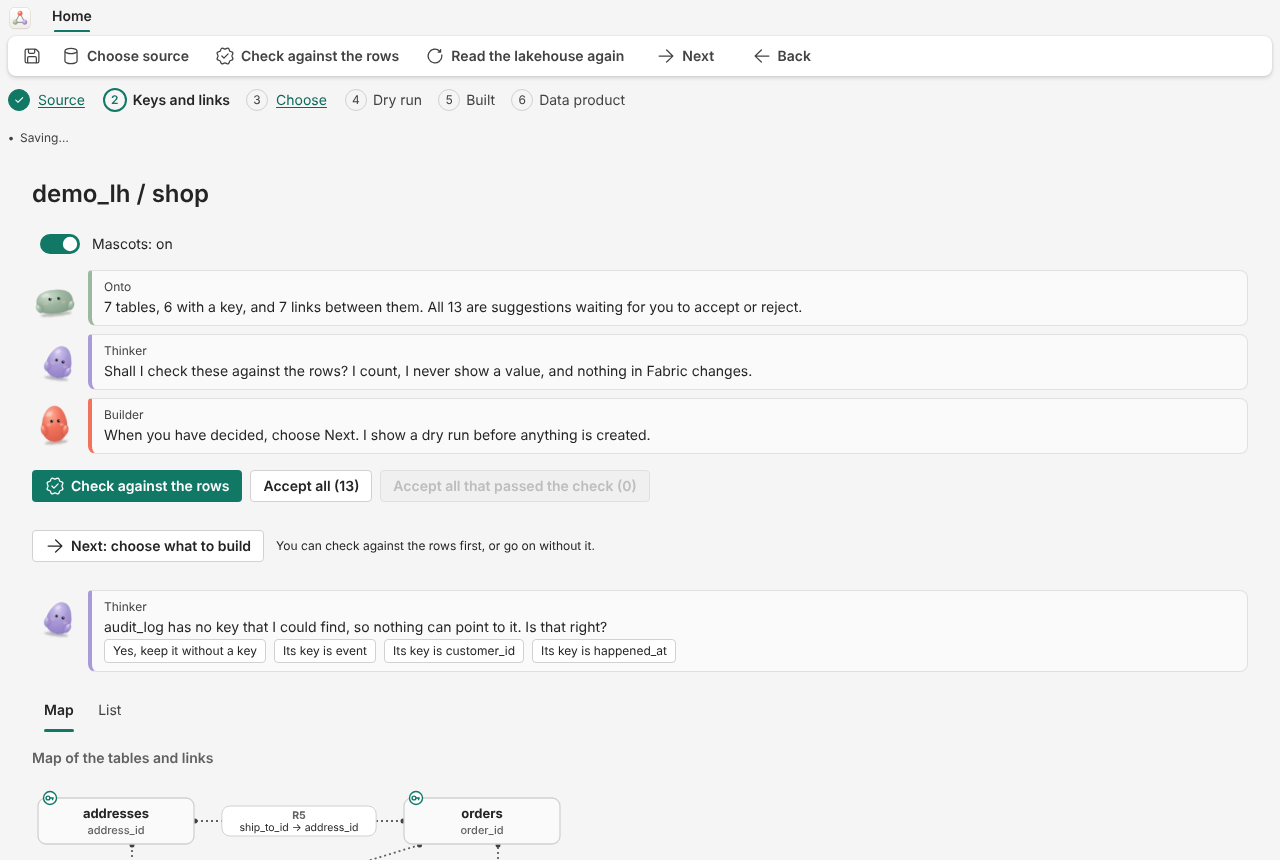 Home
Choose source
Check against the rows
Read the lakehouse again
Next
Back
Source
2 Keys and links
3 Choose
4 Dry run
5 Built
6 Data product
• Saving...
demo_lh / shop
Mascots: on
Onto
7 tables, 6 with a key, and 7 links between them. All 13 are suggestions waiting for you to accept or reject.
Thinker
Shall I check these against the rows? I count, I never show a value, and nothing in Fabric changes.
Builder
When you have decided, choose Next. I show a dry run before anything is created.
Check against the rows
Accept all (13)
Accept all that passed the check (0)
Next: choose what to build
You can check against the rows first, or go on without it.
Thinker
audit_log has no key that I could find, so nothing can point to it. Is that right?
Yes, keep it without a key
Its key is event
Its key is customer_id
Its key is happened_at
Map
List
Map of the tables and links
addresses
address_id
R5
ship_to_id → address_id
orders
order_id